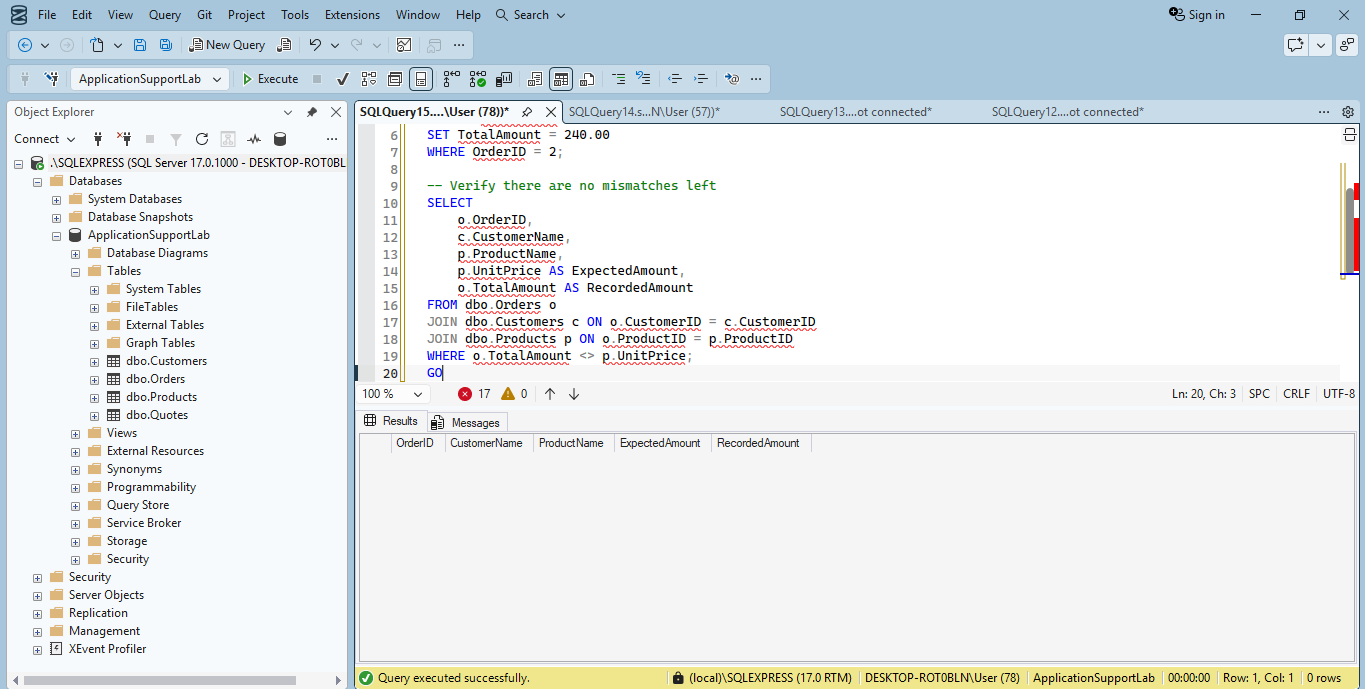 File Edit View Query Git Project Tools Extensions Window Help Search Sign in
New Query
ApplicationSupportLab Execute
Object Explorer
Connect
.\SQLEXPRESS (SQL Server 17.0.1000 - DESKTOP-ROT0BLN
Databases
System Databases
Database Snapshots
ApplicationSupportLab
Database Diagrams
Tables
System Tables
FileTables
External Tables
Graph Tables
dbo.Customers
dbo.Orders
dbo.Products
dbo.Quotes
Views
External Resources
Synonyms
Programmability
Query Store
Service Broker
Storage
Security
Security
Server Objects
Replication
Management
XEvent Profiler
SQLQuery15....\User (78))* SQLQuery14.s...N\User (57))* SQLQuery13....ot connected* SQLQuery12....ot connected*
6 SET TotalAmount = 240.00
7 WHERE OrderID = 2;
8
9 -- Verify there are no mismatches left
10 SELECT
11 o.OrderID,
12 c.CustomerName,
13 p.ProductName,
14 p.UnitPrice AS ExpectedAmount,
15 o.TotalAmount AS RecordedAmount
16 FROM dbo.Orders o
17 JOIN dbo.Customers c ON o.CustomerID = c.CustomerID
18 JOIN dbo.Products p ON o.ProductID = p.ProductID
19 WHERE o.TotalAmount <> p.UnitPrice;
20 GO
100 % 17 0 Ln: 20, Ch: 3 SPC CRLF UTF-8
Results Messages
OrderID CustomerName ProductName ExpectedAmount RecordedAmount
Query executed successfully. (local)\SQLEXPRESS (17.0 RTM) DESKTOP-ROT0BLN\User (78) ApplicationSupportLab 00:00:00 Row: 1, Col: 1 0 rows